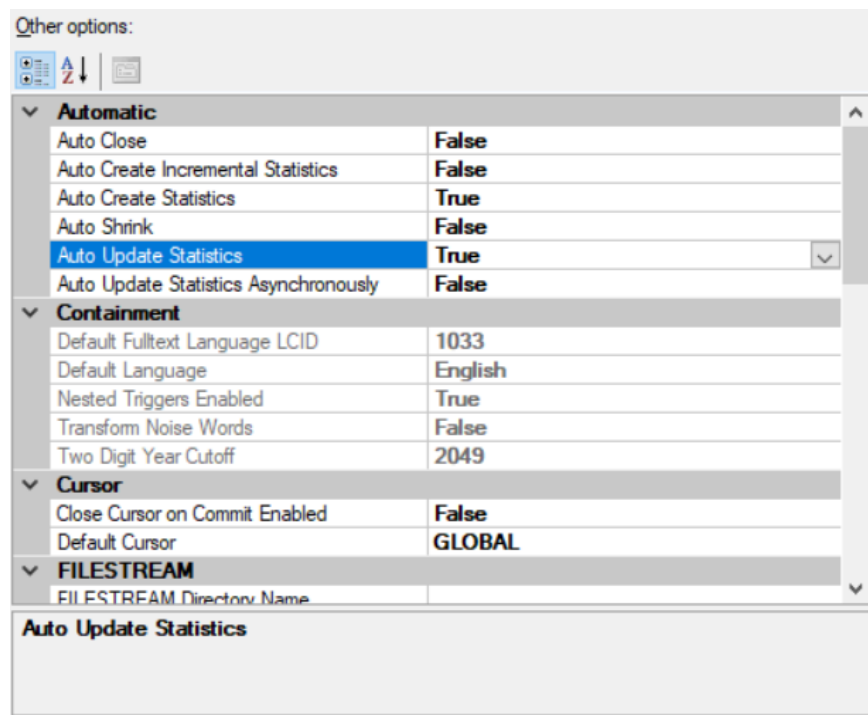 Other options:
A
Z
Automatic
Auto Close False
Auto Create Incremental Statistics False
Auto Create Statistics True
Auto Shrink False
Auto Update Statistics True
Auto Update Statistics Asynchronously False
Containment
Default Fulltext Language LCID 1033
Default Language English
Nested Triggers Enabled True
Transform Noise Words False
Two Digit Year Cutoff 2049
Cursor
Close Cursor on Commit Enabled False
Default Cursor GLOBAL
FILESTREAM
FILESTREAM Directory Name
Auto Update Statistics